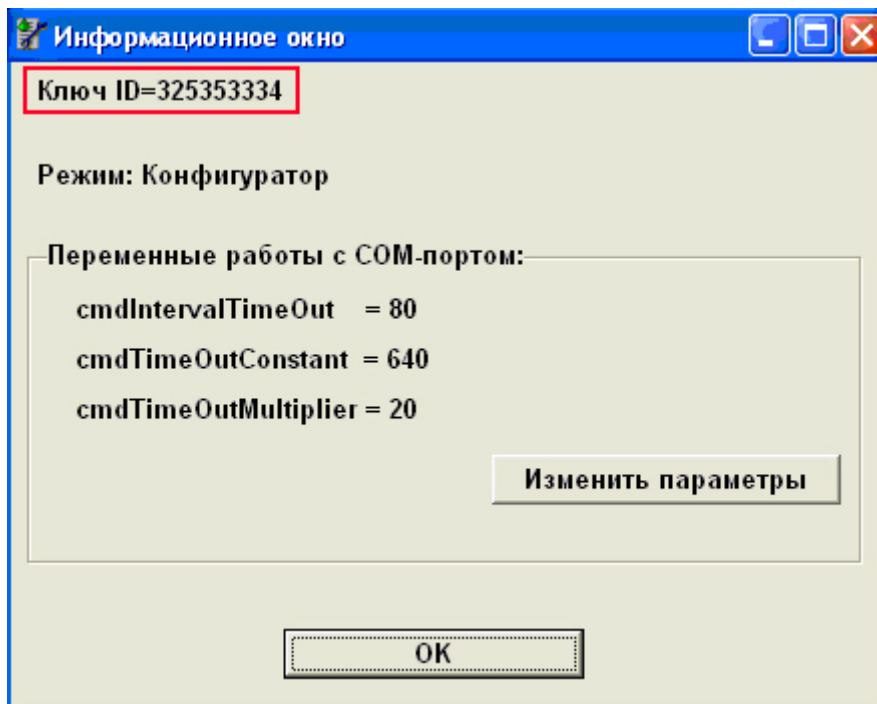 Информационное окно
Ключ ID=325353334
Режим: Конфигуратор
Переменные работы с COM-портом:
cmdIntervalTimeOut = 80
cmdTimeOutConstant = 640
cmdTimeOutMultiplier = 20
Изменить параметры
OK